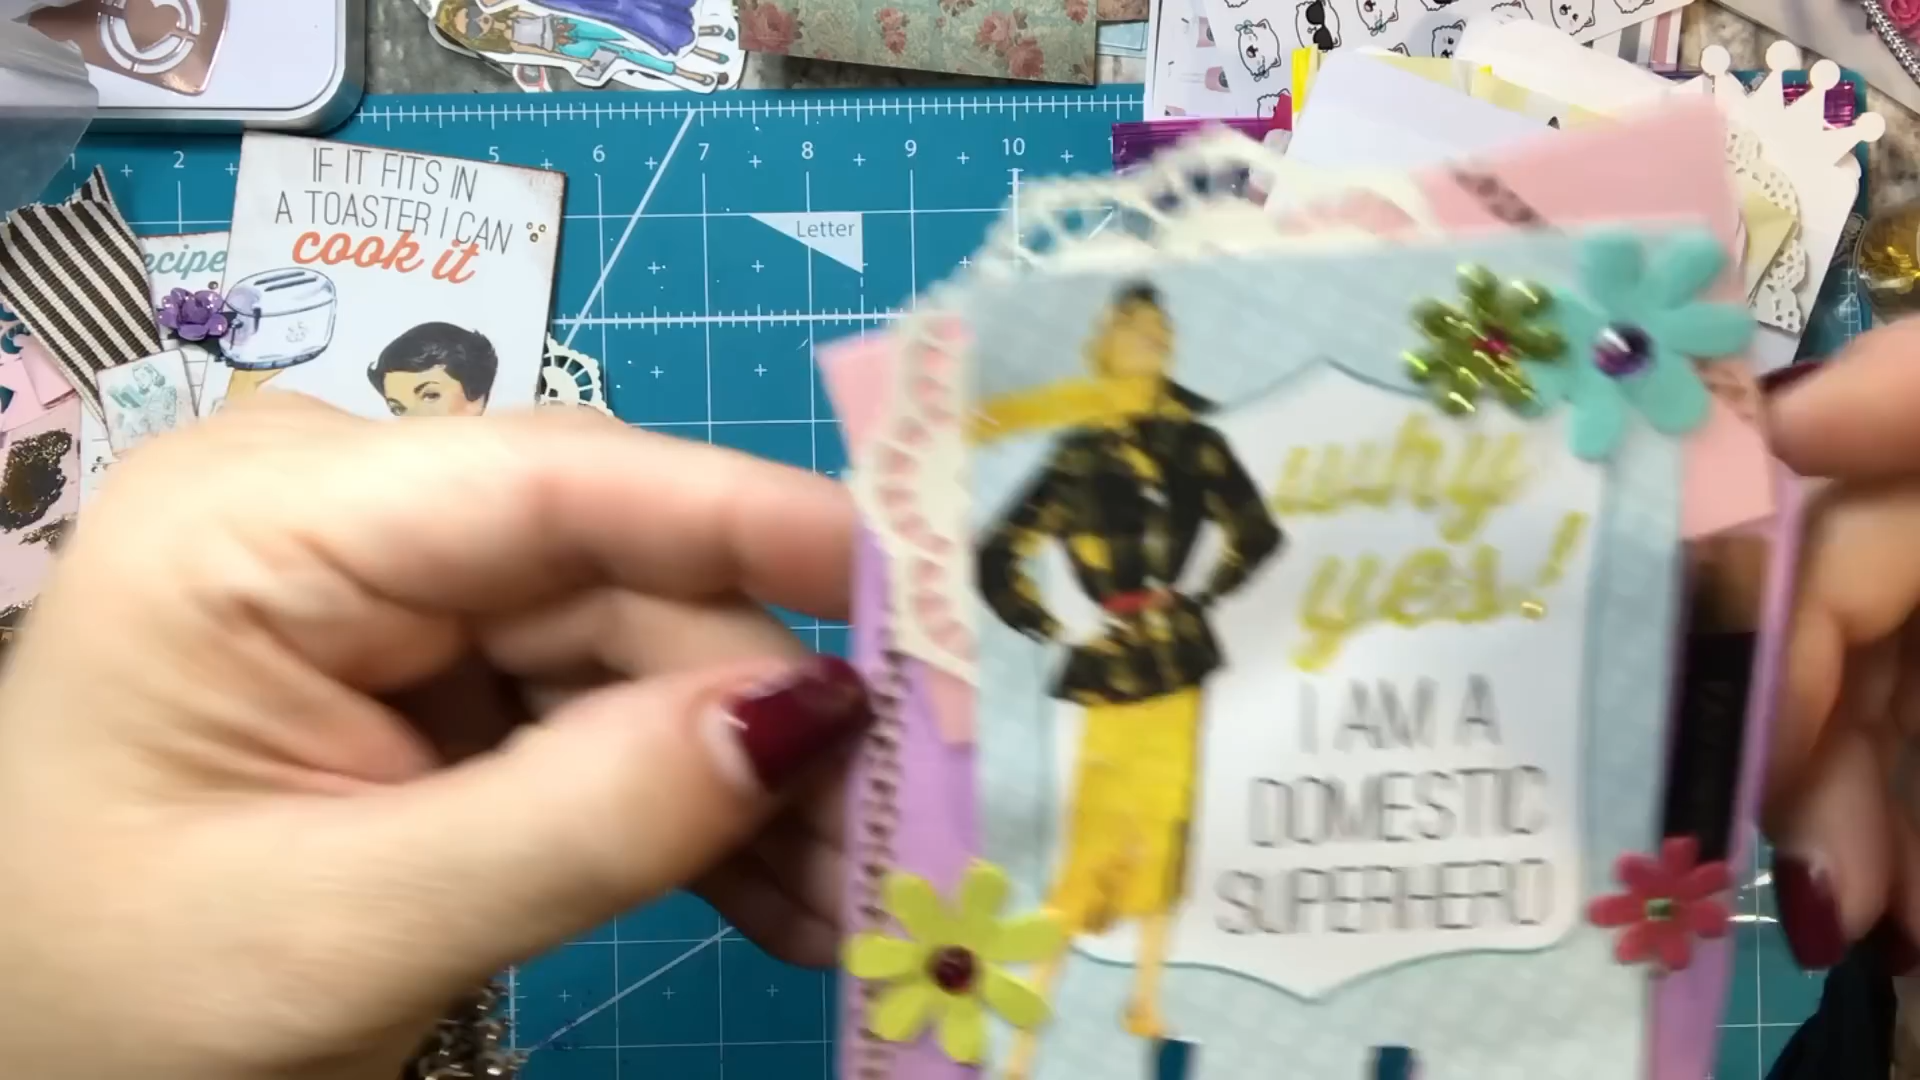 IF IT FITS IN
A TOASTER I CAN
cook it
ecipe
1 2 5 6 7 8 9 10
Letter
why
yes!
I AM A
DOMESTIC
SUPERHERO